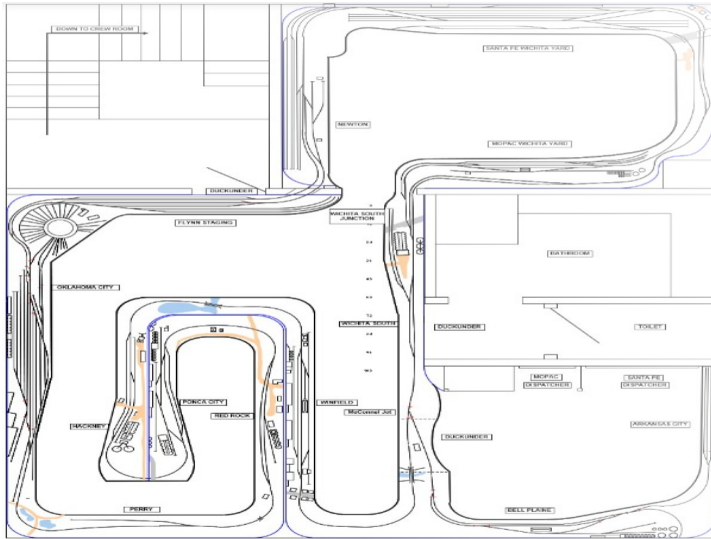 DOWN TO CREW ROOM
SANTA FE WICHITA YARD
NEWTON
MOPAC WICHITA YARD
DUCKUNDER
FLYNN STAGING
WICHITA SOUTH
JUNCTION
BATHROOM
OKLAHOMA CITY
WICHITA SOUTH
DUCKUNDER
TOILET
MOPAC
DISPATCHER
SANTA FE
DISPATCHER
PONCA CITY
WINFIELD
RED ROCK
McConnel Jct
HACKNEY
ARKANSAS CITY
DUCKUNDER
PERRY
BELL PLAINE